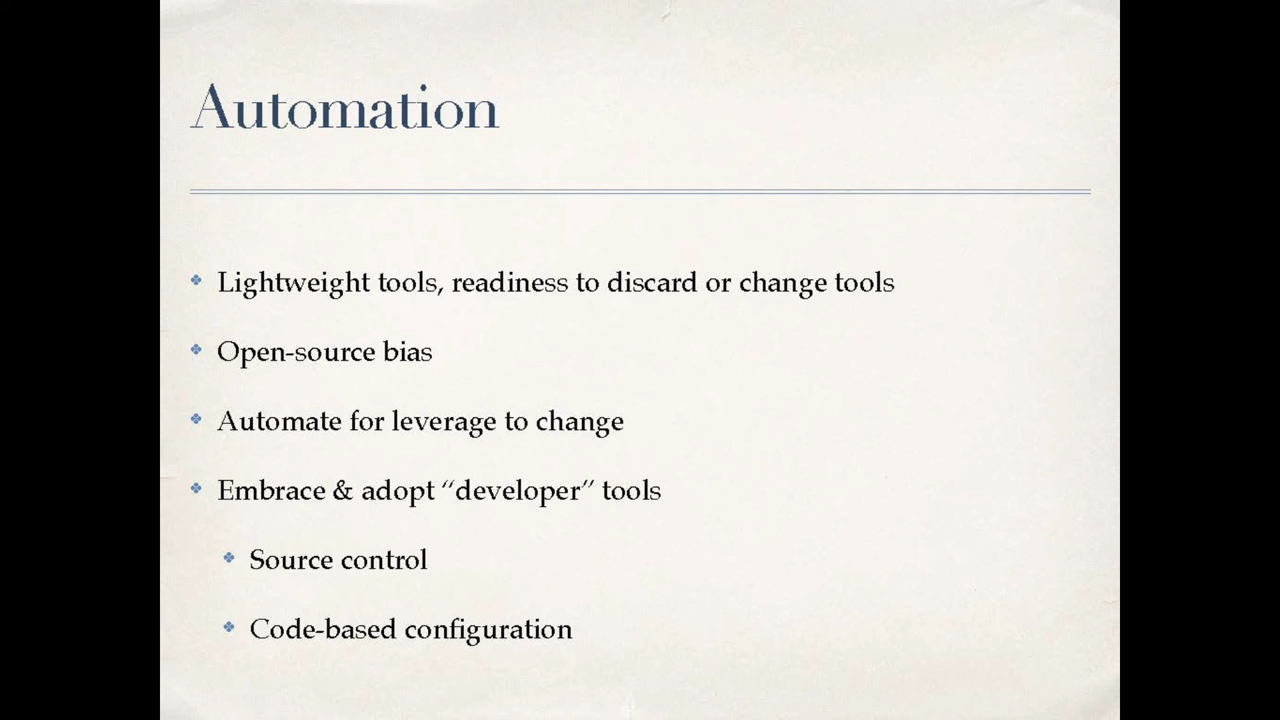 Automation
Lightweight tools, readiness to discard or change tools
Open-source bias
Automate for leverage to change
Embrace & adopt “developer” tools
Source control
Code-based configuration